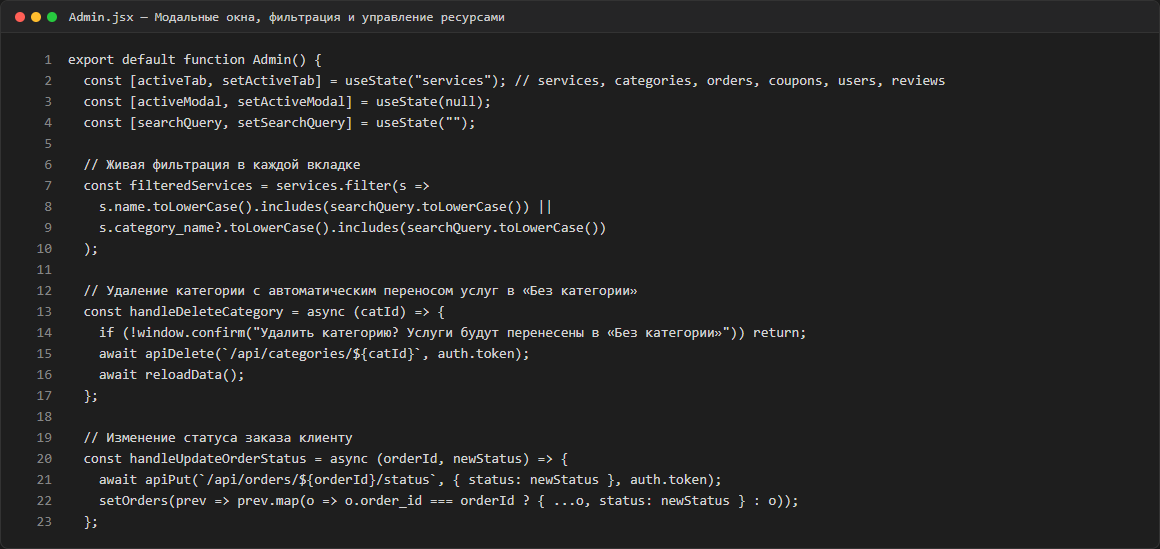 Admin.jsx — Модальные окна, фильтрация и управление ресурсами
1 export default function Admin() {
2   const [activeTab, setActiveTab] = useState("services"); // services, categories, orders, coupons, users, reviews
3   const [activeModal, setActiveModal] = useState(null);
4   const [searchQuery, setSearchQuery] = useState("");
5
6   // Живая фильтрация в каждой вкладке
7   const filteredServices = services.filter(s =>
8     s.name.toLowerCase().includes(searchQuery.toLowerCase()) ||
9     s.category_name?.toLowerCase().includes(searchQuery.toLowerCase())
10   );
11
12   // Удаление категории с автоматическим переносом услуг в «Без категории»
13   const handleDeleteCategory = async (catId) => {
14     if (!window.confirm("Удалить категорию? Услуги будут перенесены в «Без категории»")) return;
15     await apiDelete(`/api/categories/${catId}`, auth.token);
16     await reloadData();
17   };
18
19   // Изменение статуса заказа клиенту
20   const handleUpdateOrderStatus = async (orderId, newStatus) => {
21     await apiPut(`/api/orders/${orderId}/status`, { status: newStatus }, auth.token);
22     setOrders(prev => prev.map(o => o.order_id === orderId ? { ...o, status: newStatus } : o));
23   };